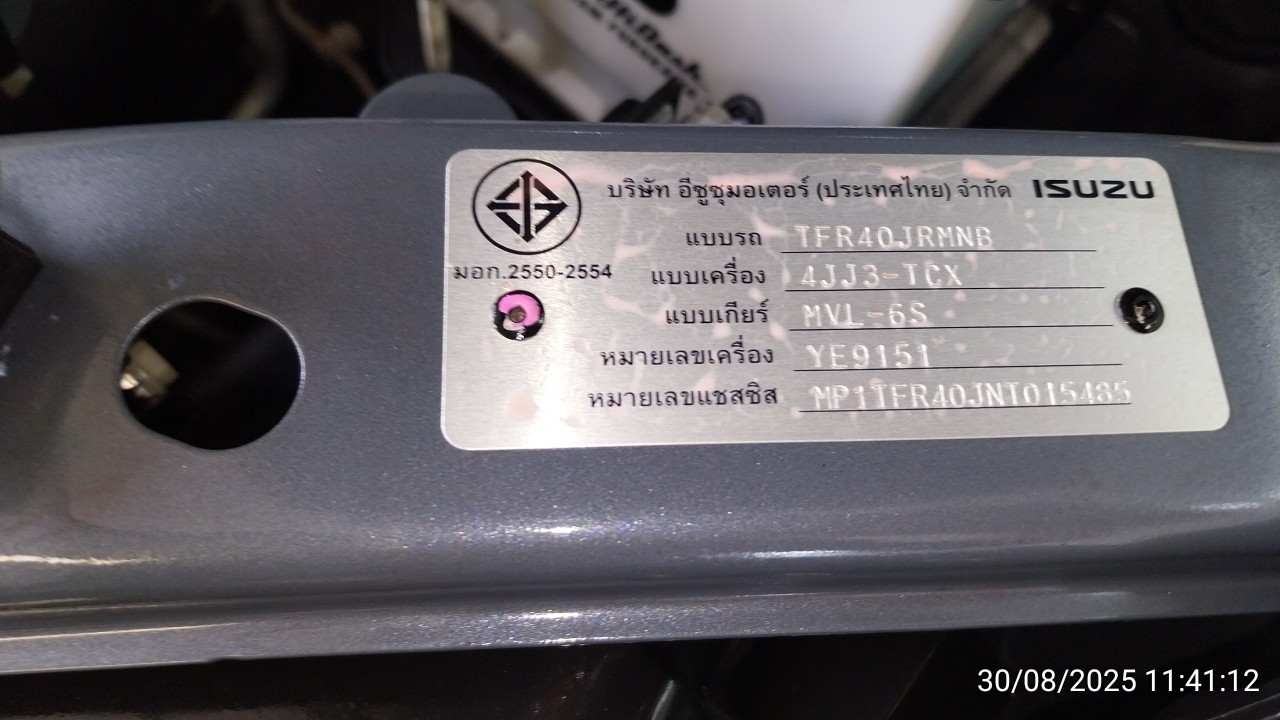 บริษัท อีซูซุมอเตอร์ (ประเทศไทย) จำกัด ISUZU
แบบรถ TFR40JRMNB
มอก.2550-2554
แบบเครื่อง 4JJ3-TCX
แบบเกียร์ MVL-6S
หมายเลขเครื่อง YE9151
หมายเลขแชสซิส MP1TFR40JNT015485
30/08/2025 11:41:12